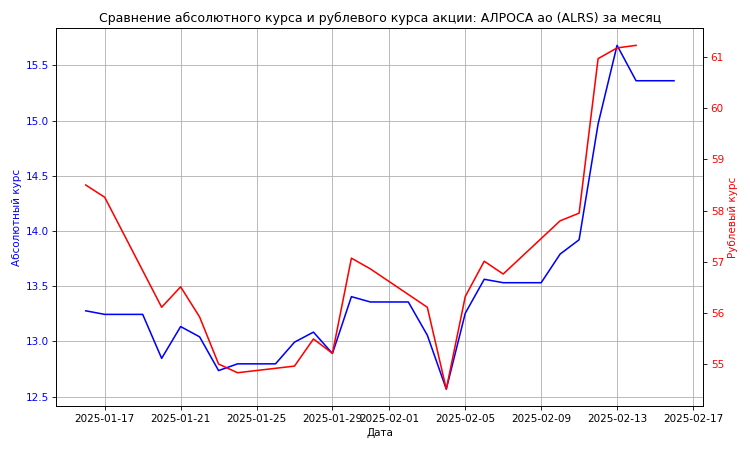 Сравнение абсолютного курса и рублевого курса акции: АЛРОСА ао (ALRS) за месяц
Абсолютный курс
15.5
15.0
14.5
14.0
13.5
13.0
12.5
61
60
59
58
57
56
55
Рублевый курс
2025-01-17 2025-01-21 2025-01-25 2025-01-29 2025-02-01 2025-02-05 2025-02-09 2025-02-13 2025-02-17
Дата